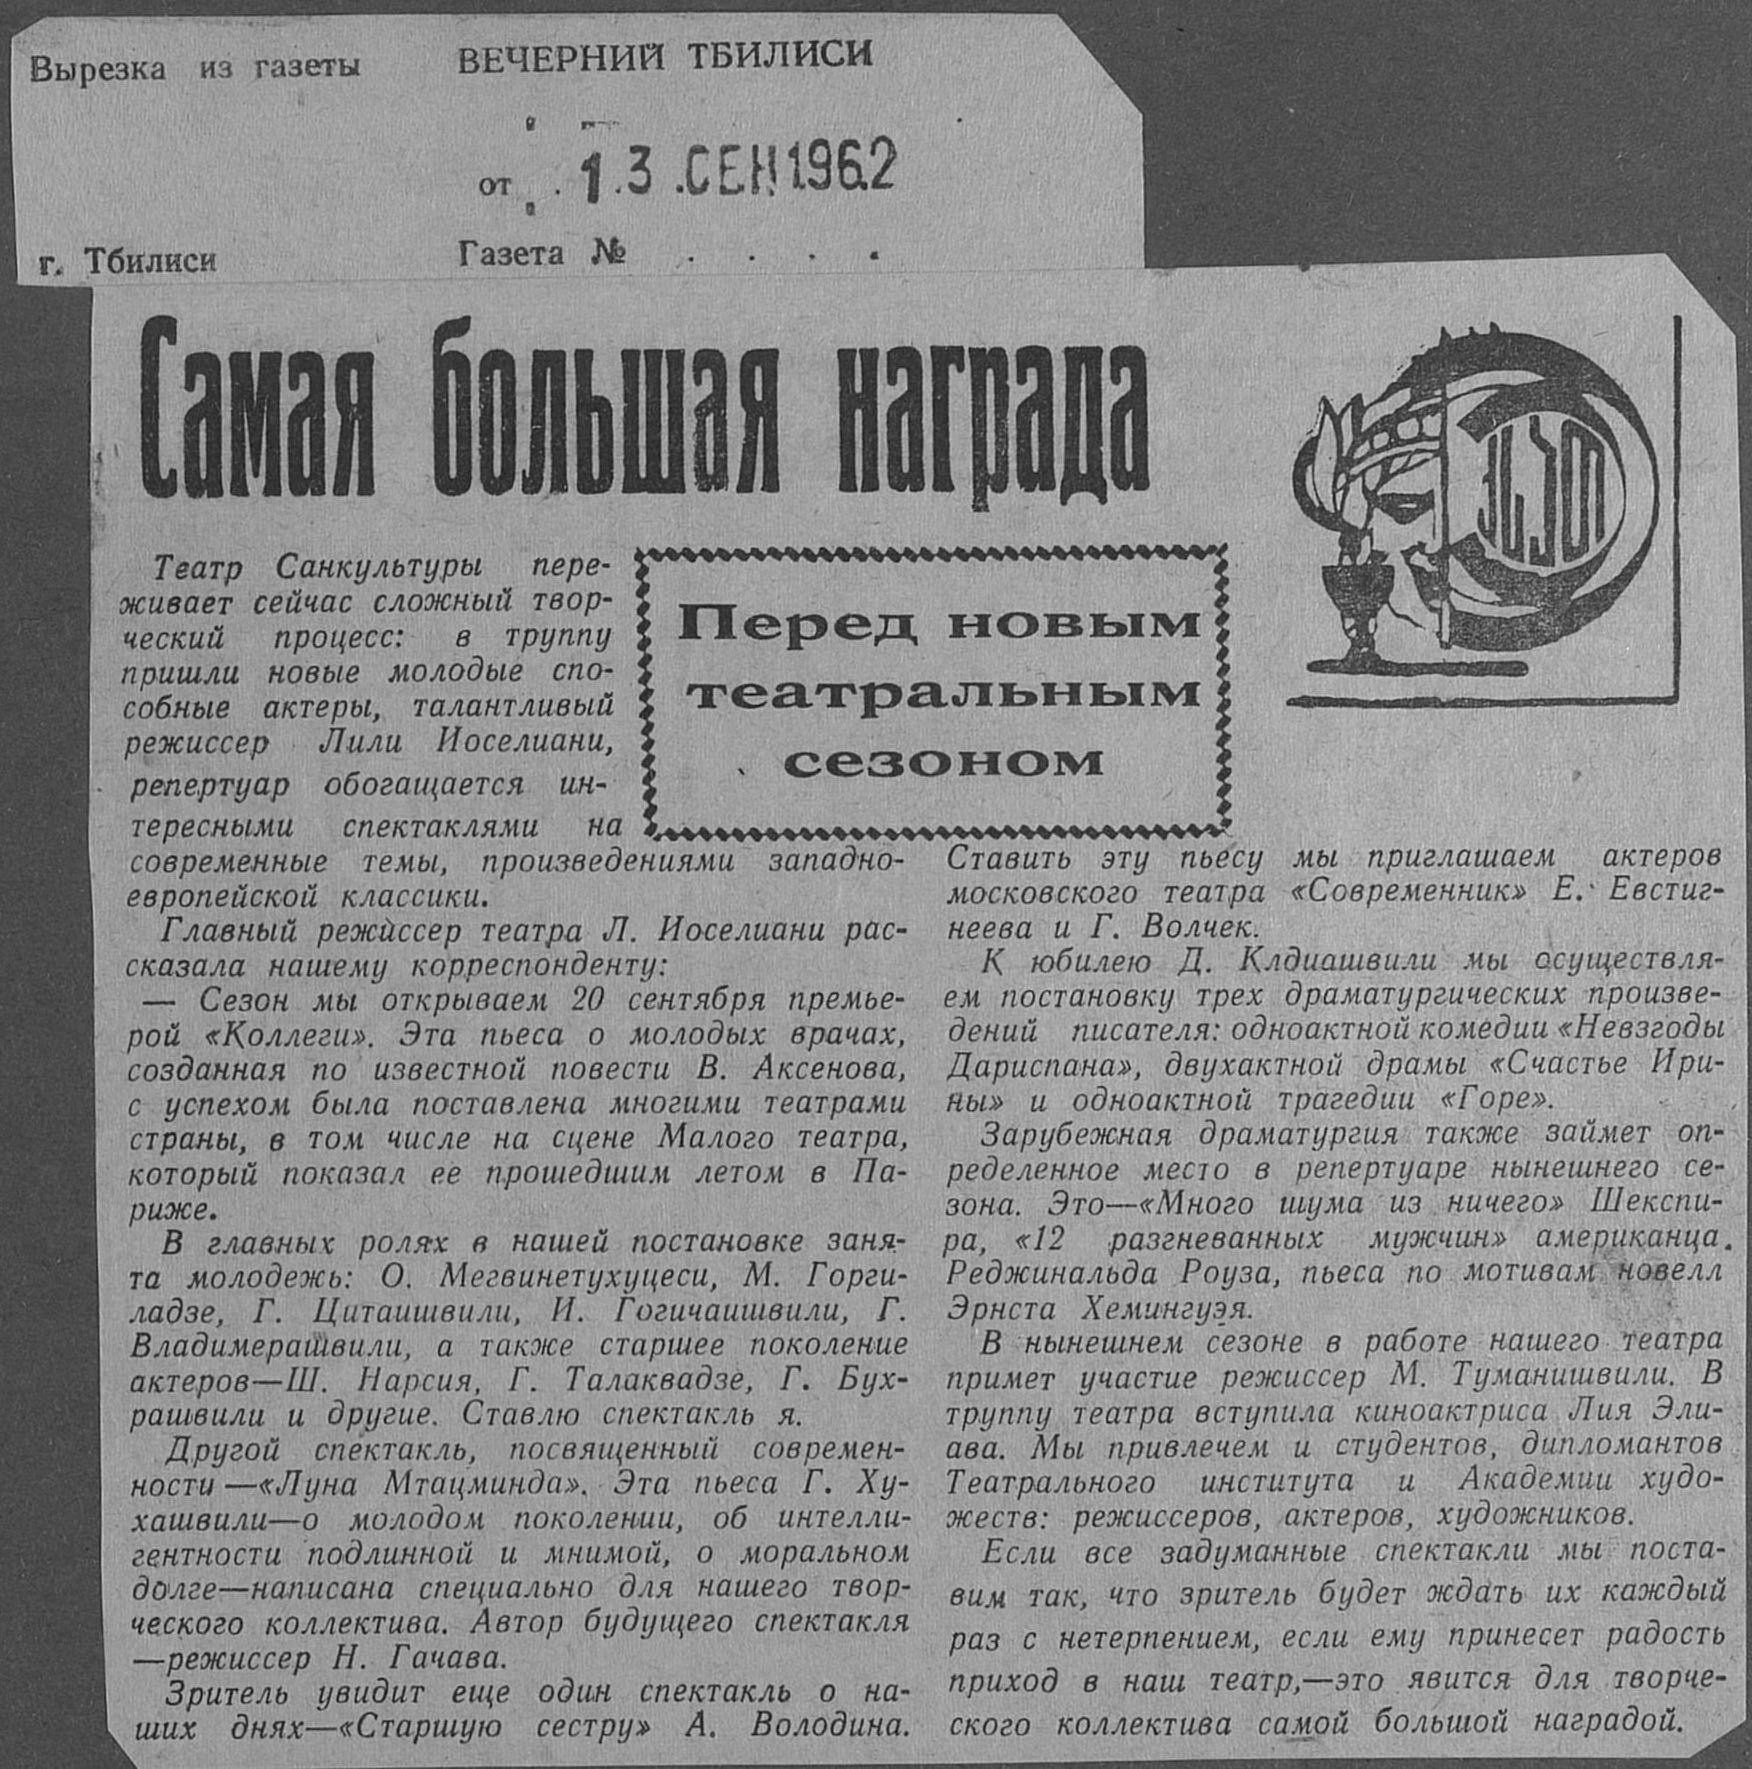 Вырезка из газеты ВЕЧЕРНИЙ ТБИЛИСИ
от 13 СЕН 1962
г. Тбилиси Газета № . . . .
Самая большая награда
Перед новым
театральным
сезоном
Театр Санкультуры пере-
живает сейчас сложный твор-
ческий процесс: в труппу
пришли новые молодые спо-
собные актеры, талантливый
режиссер Лили Иоселиани,
репертуар обогащается ин-
тересными спектаклями на
современные темы, произведениями западно-
европейской классики.
Главный режиссер театра Л. Иоселиани рас-
сказала нашему корреспонденту:
— Сезон мы открываем 20 сентября премье-
рой «Коллеги». Эта пьеса о молодых врачах,
созданная по известной повести В. Аксенова,
с успехом была поставлена многими театрами
страны, в том числе на сцене Малого театра,
который показал ее прошедшим летом в Па-
риже.
В главных ролях в нашей постановке заня-
та молодежь: О. Мегвинетухуцеси, М. Горги-
ладзе, Г. Цитаишвили, И. Гогичаишвили, Г.
Владимерашвили, а также старшее поколение
актеров—Ш. Нарсия, Г. Талаквадзе, Г. Бух-
рашвили и другие. Ставлю спектакль я.
Другой спектакль, посвященный современ-
ности—«Луна Мтацминда». Эта пьеса Г. Ху-
хашвили—о молодом поколении, об интелли-
гентности подлинной и мнимой, о моральном
долге—написана специально для нашего твор-
ческого коллектива. Автор будущего спектакля
—режиссер Н. Гачава.
Зритель увидит еще один спектакль о на-
ших днях—«Старшую сестру» А. Володина.
Ставить эту пьесу мы приглашаем актеров
московского театра «Современник» Е. Евстиг-
неева и Г. Волчек.
К юбилею Д. Клдиашвили мы осуществля-
ем постановку трех драматургических произве-
дений писателя: одноактной комедии «Невзгоды
Дариспана», двухактной драмы «Счастье Ири-
ны» и одноактной трагедии «Горе».
Зарубежная драматургия также займет оп-
ределенное место в репертуаре нынешнего се-
зона. Это—«Много шума из ничего» Шекспи-
ра, «12 разгневанных мужчин» американца
Реджинальда Роуза, пьеса по мотивам новелл
Эрнста Хемингуэя.
В нынешнем сезоне в работе нашего театра
примет участие режиссер М. Туманишвили. В
труппу театра вступила киноактриса Лия Эли-
ава. Мы привлечем и студентов, дипломантов
Театрального института и Академии худо-
жеств: режиссеров, актеров, художников.
Если все задуманные спектакли мы поста-
вим так, что зритель будет ждать их каждый
раз с нетерпением, если ему принесет радость
приход в наш театр,—это явится для творче-
ского коллектива самой большой наградой.